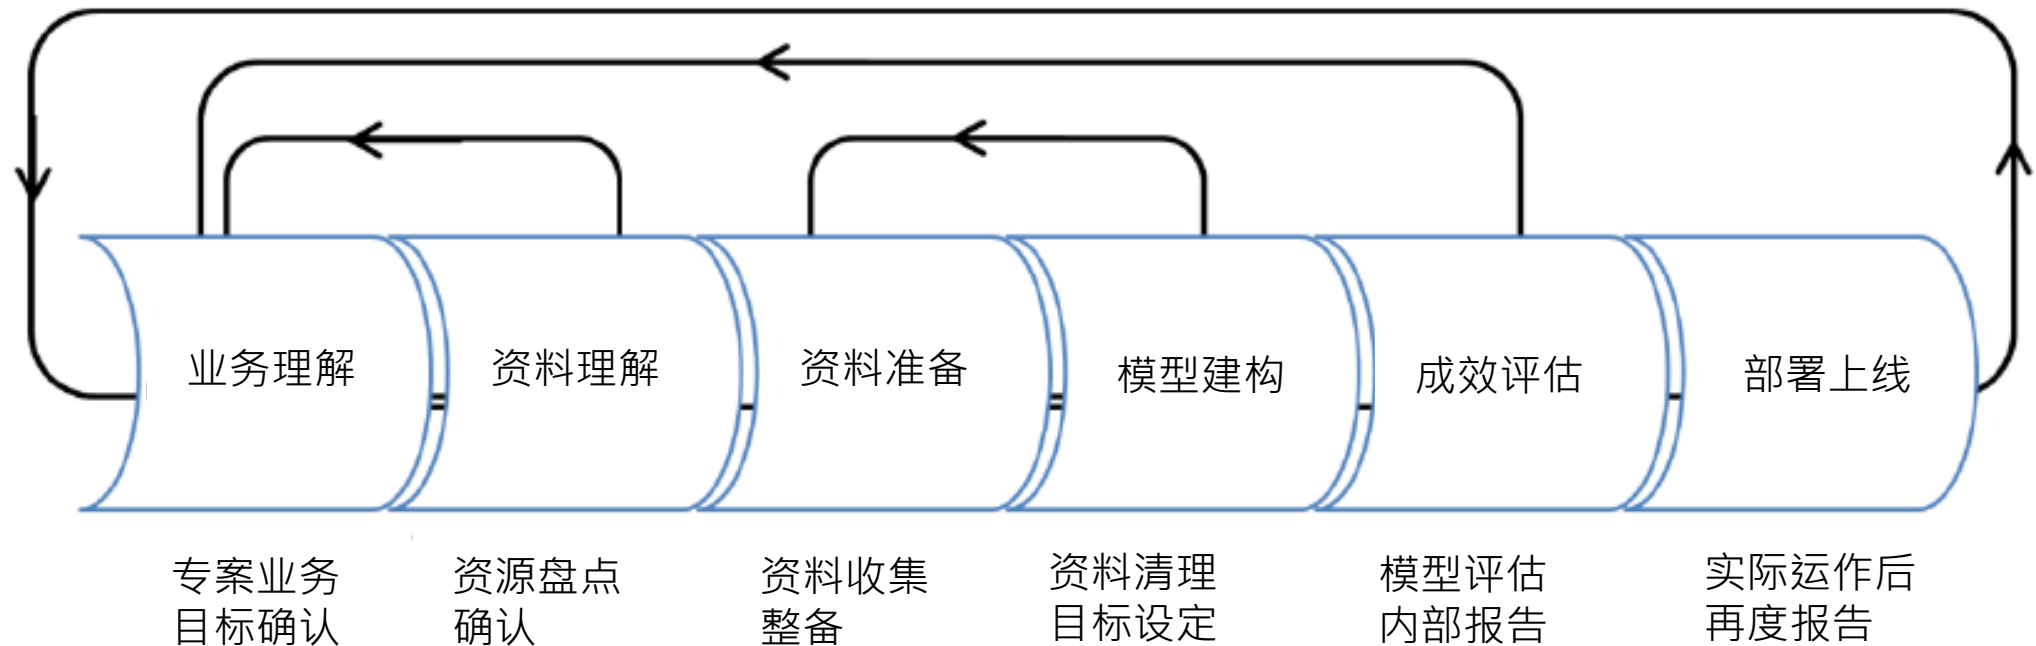 业务理解
资料理解
资料准备
模型建构
成效评估
部署上线
专案业务
目标确认
资源盘点
确认
资料收集
整备
资料清理
目标设定
模型评估
内部报告
实际运作后
再度报告